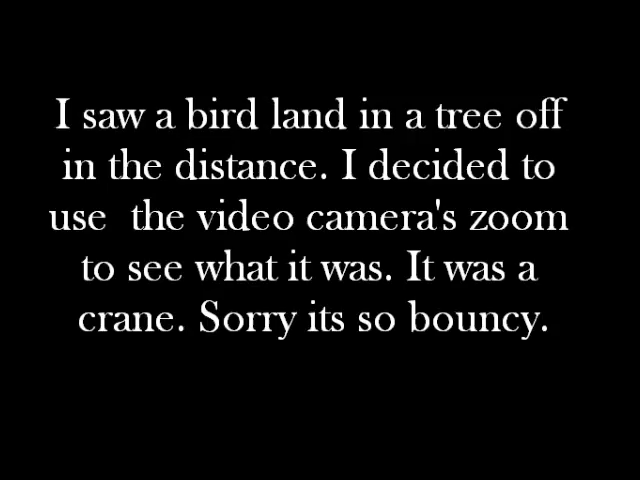 I saw a bird land in a tree off
in the distance. I decided to
use  the video camera's zoom
to see what it was. It was a
crane. Sorry its so bouncy.